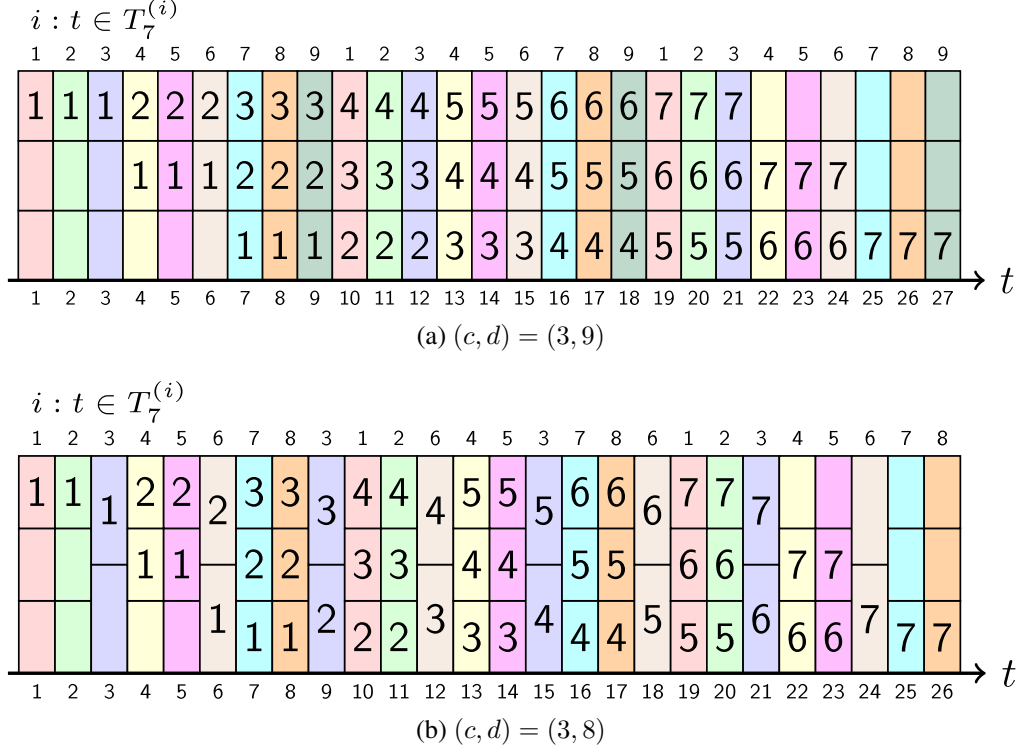 i : t ∈ T₇⁽ⁱ⁾
1 2 3 4 5 6 7 8 9 1 2 3 4 5 6 7 8 9 1 2 3 4 5 6 7 8 9
1 1 1 2 2 2 3 3 3 4 4 4 5 5 5 6 6 6 7 7 7
1 1 1 2 2 2 3 3 3 4 4 4 5 5 5 6 6 6 7 7 7
1 1 1 2 2 2 3 3 3 4 4 4 5 5 5 6 6 6 7 7 7
t
1 2 3 4 5 6 7 8 9 10 11 12 13 14 15 16 17 18 19 20 21 22 23 24 25 26 27
(a) (c, d) = (3, 9)
i : t ∈ T₇⁽ⁱ⁾
1 2 3 4 5 6 7 8 3 1 2 6 4 5 3 7 8 6 1 2 3 4 5 6 7 8
1 1 1 2 2 2 3 3 3 4 4 4 5 5 5 6 6 6 7 7 7
1 1 2 2 3 3 4 4 5 5 6 6 7 7
1 1 1 2 2 2 3 3 3 4 4 4 5 5 5 6 6 6 7 7 7
t
1 2 3 4 5 6 7 8 9 10 11 12 13 14 15 16 17 18 19 20 21 22 23 24 25 26
(b) (c, d) = (3, 8)